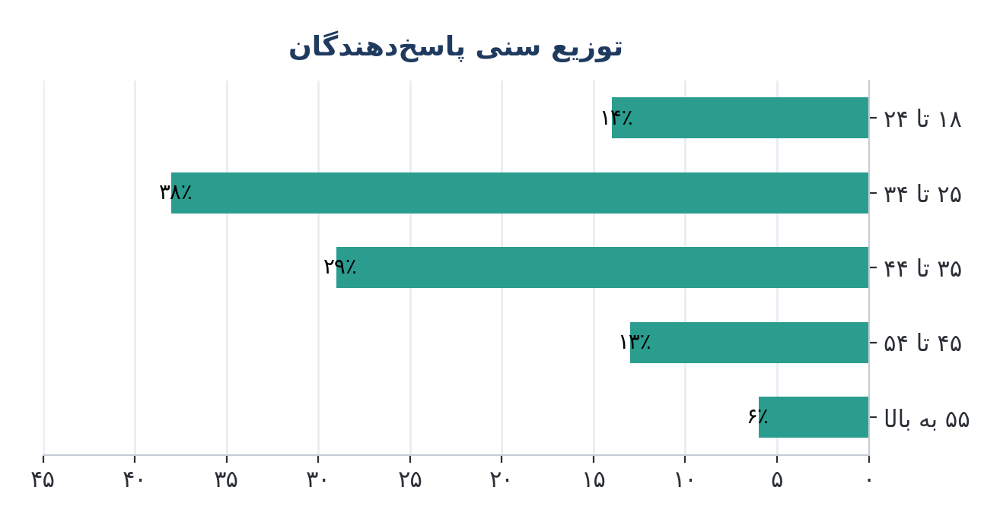 توزیع سنی پاسخ‌دهندگان
۱۸ تا ۲۴
۱۴٪
۲۵ تا ۳۴
۳۸٪
۳۵ تا ۴۴
۲۹٪
۴۵ تا ۵۴
۱۳٪
۵۵ به بالا
۶٪
۰ ۵ ۱۰ ۱۵ ۲۰ ۲۵ ۳۰ ۳۵ ۴۰ ۴۵